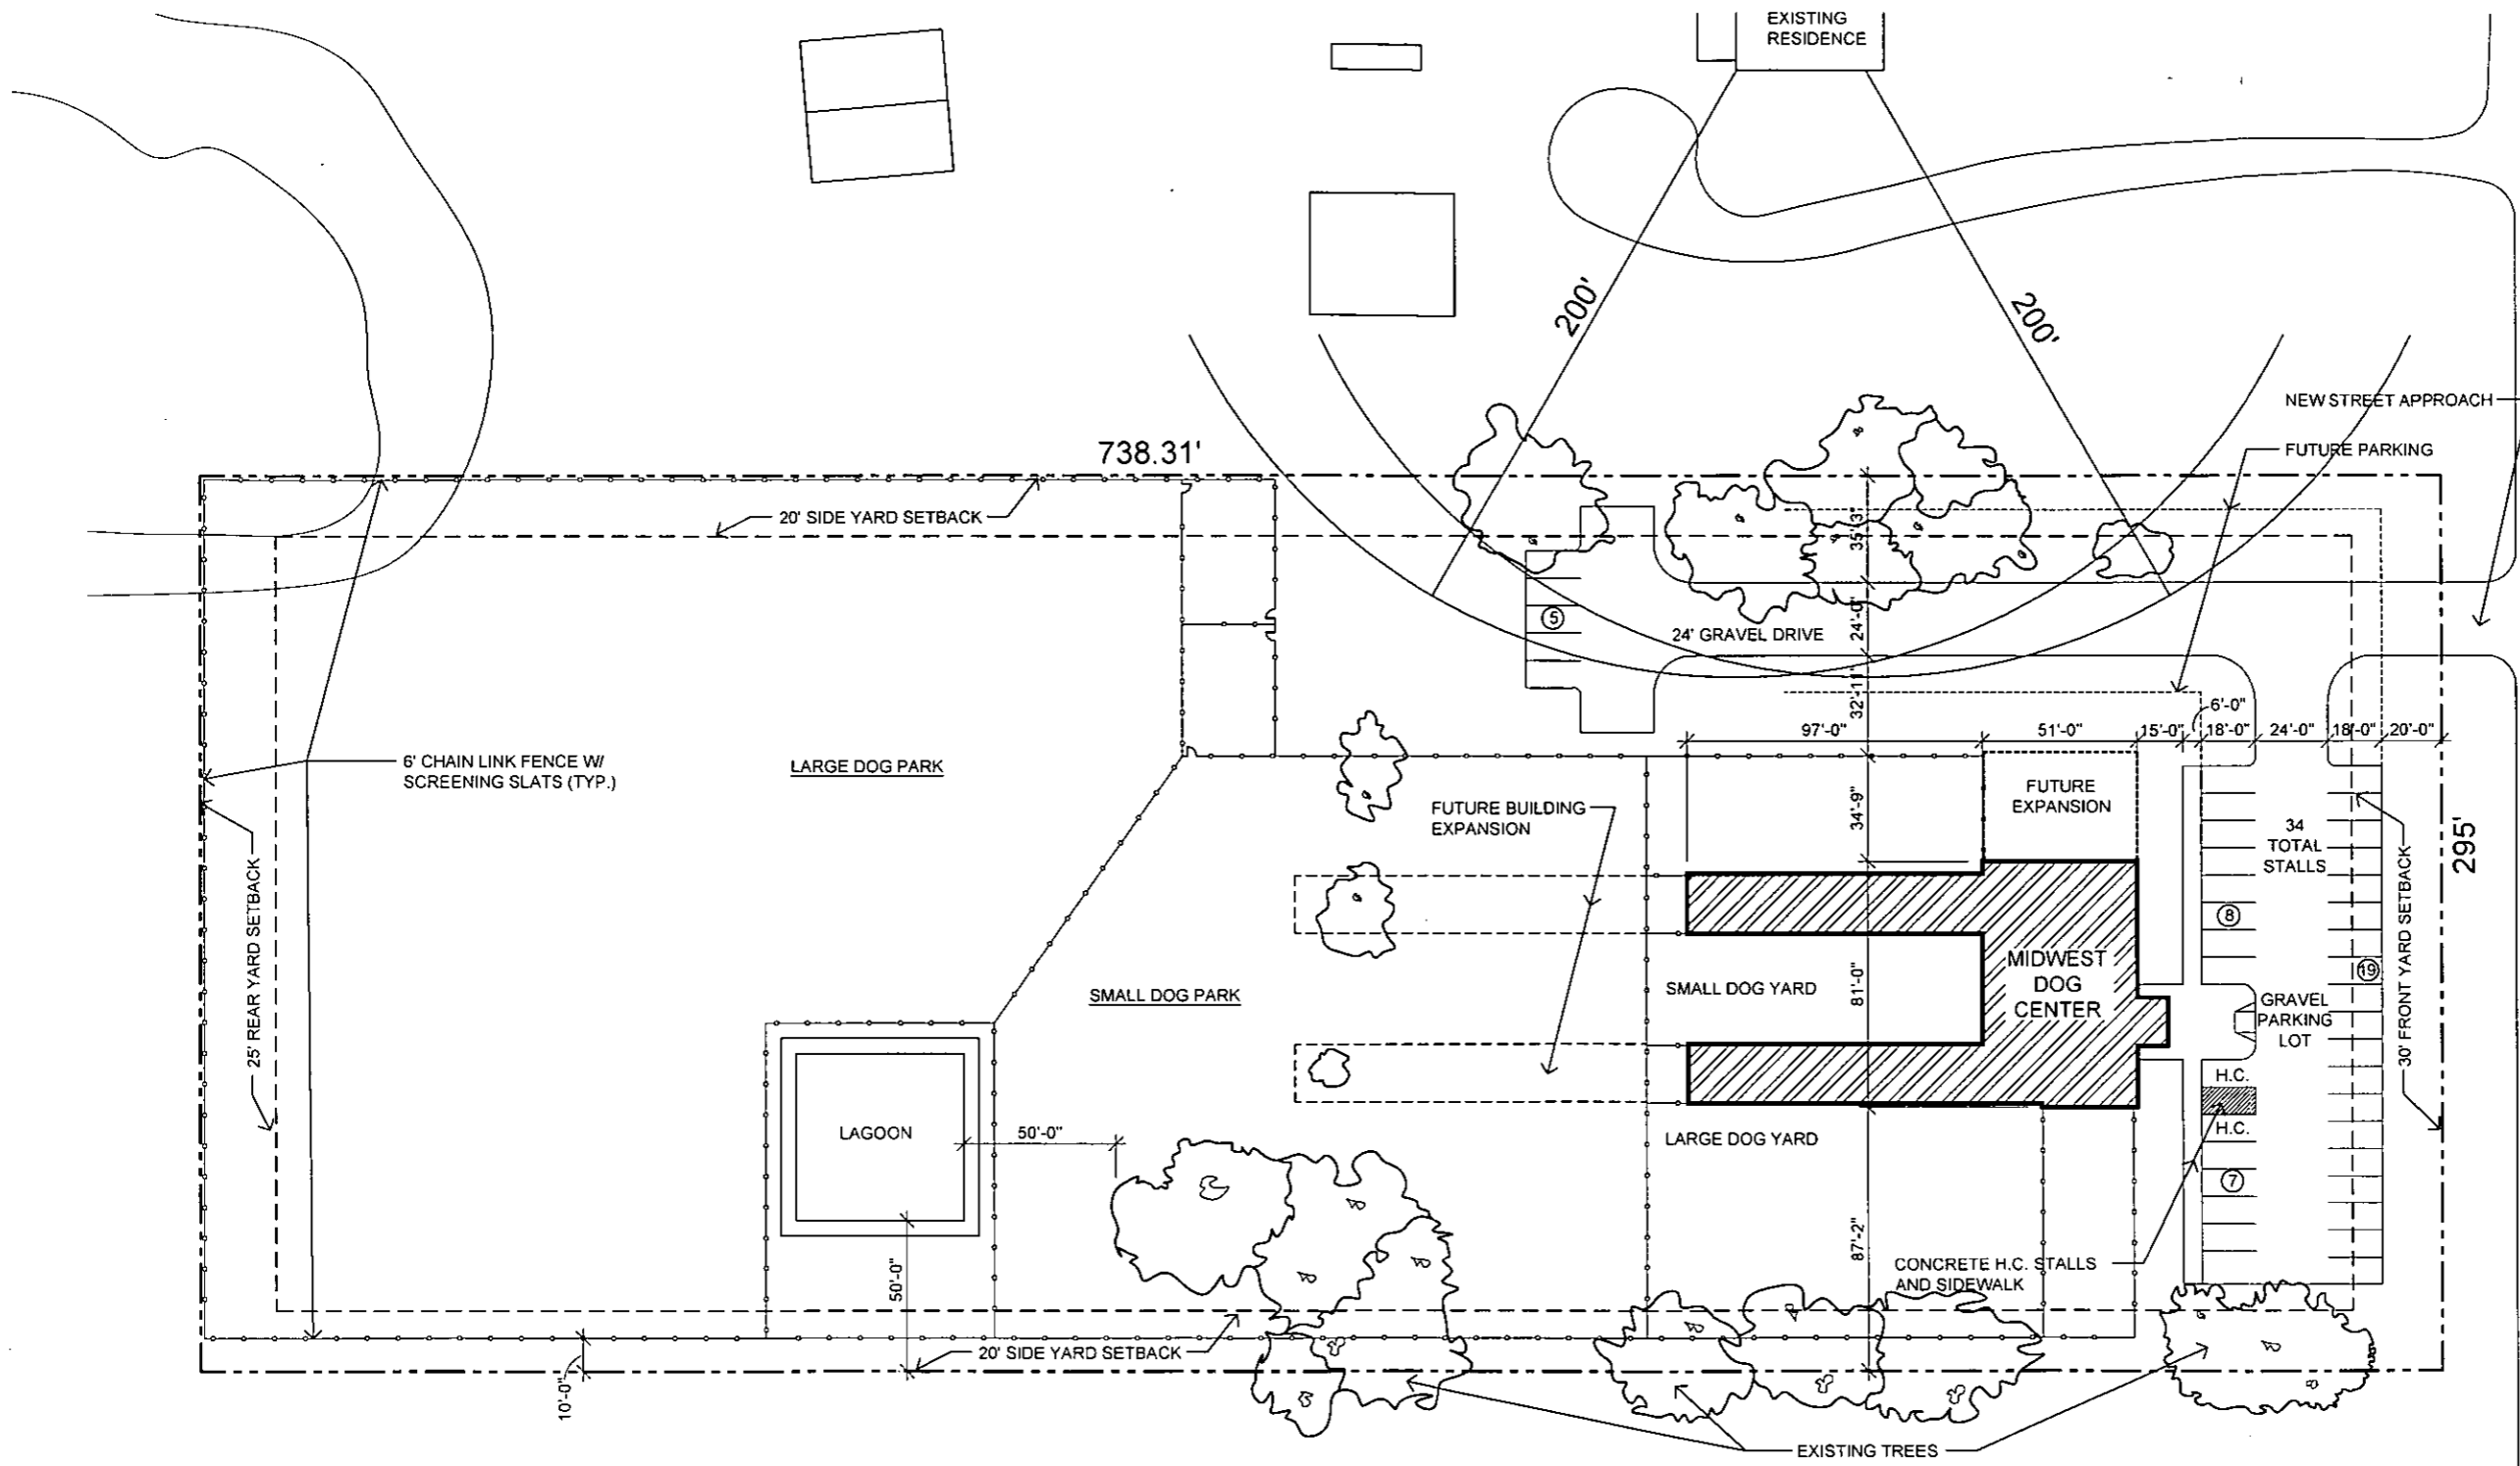 EXISTING
RESIDENCE
200'
200'
NEW STREET APPROACH
FUTURE PARKING
738.31'
20' SIDE YARD SETBACK
35'-3"
5
24' GRAVEL DRIVE
24'-0"
32'-11"
6'-0"
97'-0"
51'-0"
15'-0"
18'-0"
24'-0"
18'-0"
20'-0"
6' CHAIN LINK FENCE W/
SCREENING SLATS (TYP.)
LARGE DOG PARK
FUTURE BUILDING
EXPANSION
34'-9"
FUTURE
EXPANSION
34
TOTAL
STALLS
295'
25' REAR YARD SETBACK
30' FRONT YARD SETBACK
8
19
MIDWEST
DOG
CENTER
SMALL DOG PARK
SMALL DOG YARD
81'-0"
GRAVEL
PARKING
LOT
H.C.
H.C.
LAGOON
50'-0"
LARGE DOG YARD
7
87'-2"
50'-0"
CONCRETE H.C. STALLS
AND SIDEWALK
20' SIDE YARD SETBACK
10'-0"
EXISTING TREES